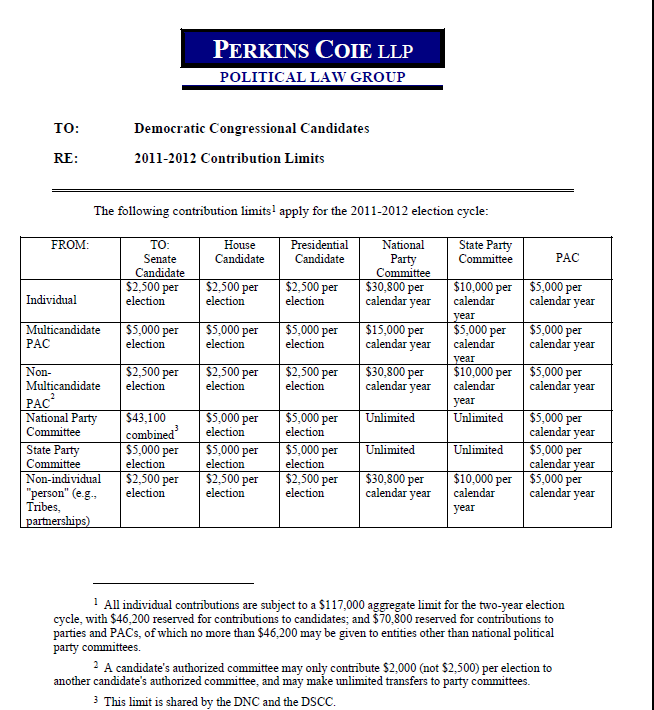 PERKINS COIE LLP
POLITICAL LAW GROUP
TO: Democratic Congressional Candidates
RE: 2011-2012 Contribution Limits
The following contribution limits1 apply for the 2011-2012 election cycle:
FROM:
TO:
Senate
Candidate
House
Candidate
Presidential
Candidate
National
Party
Committee
State Party
Committee
PAC
Individual
$2,500 per
election
$2,500 per
election
$2,500 per
election
$30,800 per
calendar year
$10,000 per
calendar
year
$5,000 per
calendar year
Multicandidate
PAC
$5,000 per
election
$5,000 per
election
$5,000 per
election
$15,000 per
calendar year
$5,000 per
calendar
year
$5,000 per
calendar year
Non-
Multicandidate
PAC2
$2,500 per
election
$2,500 per
election
$2,500 per
election
$30,800 per
calendar year
$10,000 per
calendar
year
$5,000 per
calendar year
National Party
Committee
$43,100
combined3
$5,000 per
election
$5,000 per
election
Unlimited
Unlimited
$5,000 per
calendar year
State Party
Committee
$5,000 per
election
$5,000 per
election
$5,000 per
election
Unlimited
Unlimited
$5,000 per
calendar year
Non-individual
"person" (e.g.,
Tribes,
partnerships)
$2,500 per
election
$2,500 per
election
$2,500 per
election
$30,800 per
calendar year
$10,000 per
calendar
year
$5,000 per
calendar year
1 All individual contributions are subject to a $117,000 aggregate limit for the two-year election
cycle, with $46,200 reserved for contributions to candidates; and $70,800 reserved for contributions to
parties and PACs, of which no more than $46,200 may be given to entities other than national political
party committees.
2 A candidate's authorized committee may only contribute $2,000 (not $2,500) per election to
another candidate's authorized committee, and may make unlimited transfers to party committees.
3 This limit is shared by the DNC and the DSCC.